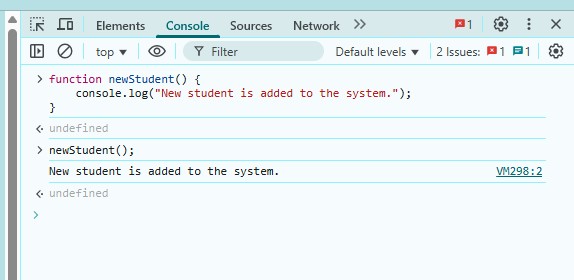 Elements Console Sources Network 1
top Filter Default levels 2 Issues: 1 1
function newStudent() {
console.log("New student is added to the system.");
}
undefined
newStudent();
New student is added to the system. VM298:2
undefined